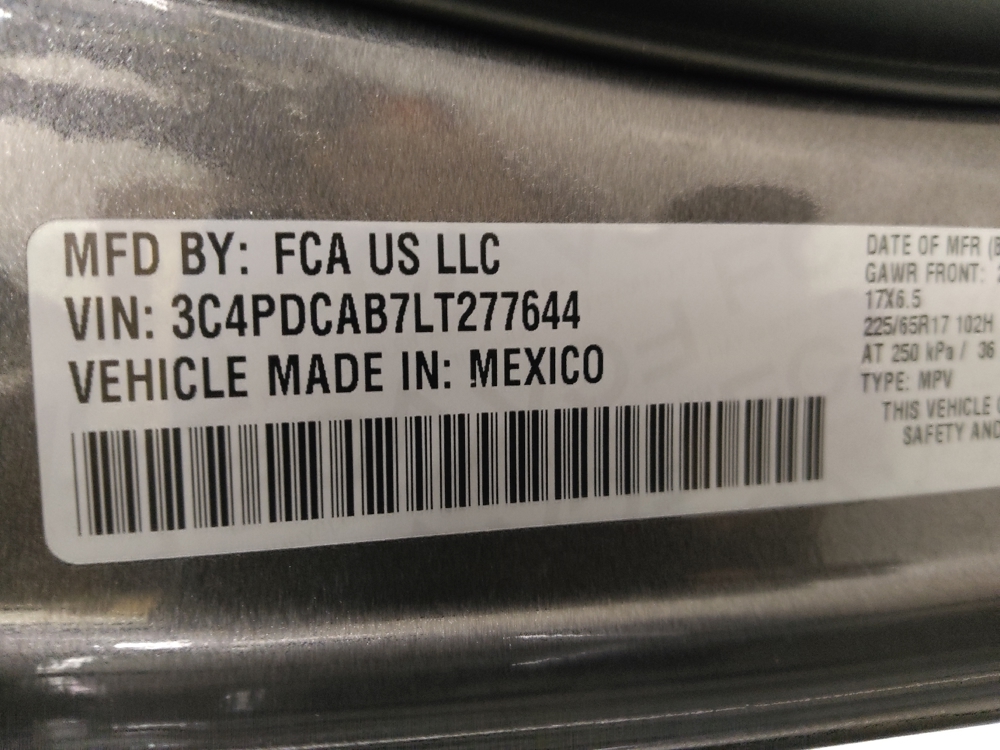 MFD BY: FCA US LLC
VIN: 3C4PDCAB7LT277644
VEHICLE MADE IN: MEXICO
DATE OF MFR
GAWR FRONT:
17X6.5
225/65R17 102H
AT 250 kPa / 36
TYPE: MPV
THIS VEHICLE
SAFETY AND